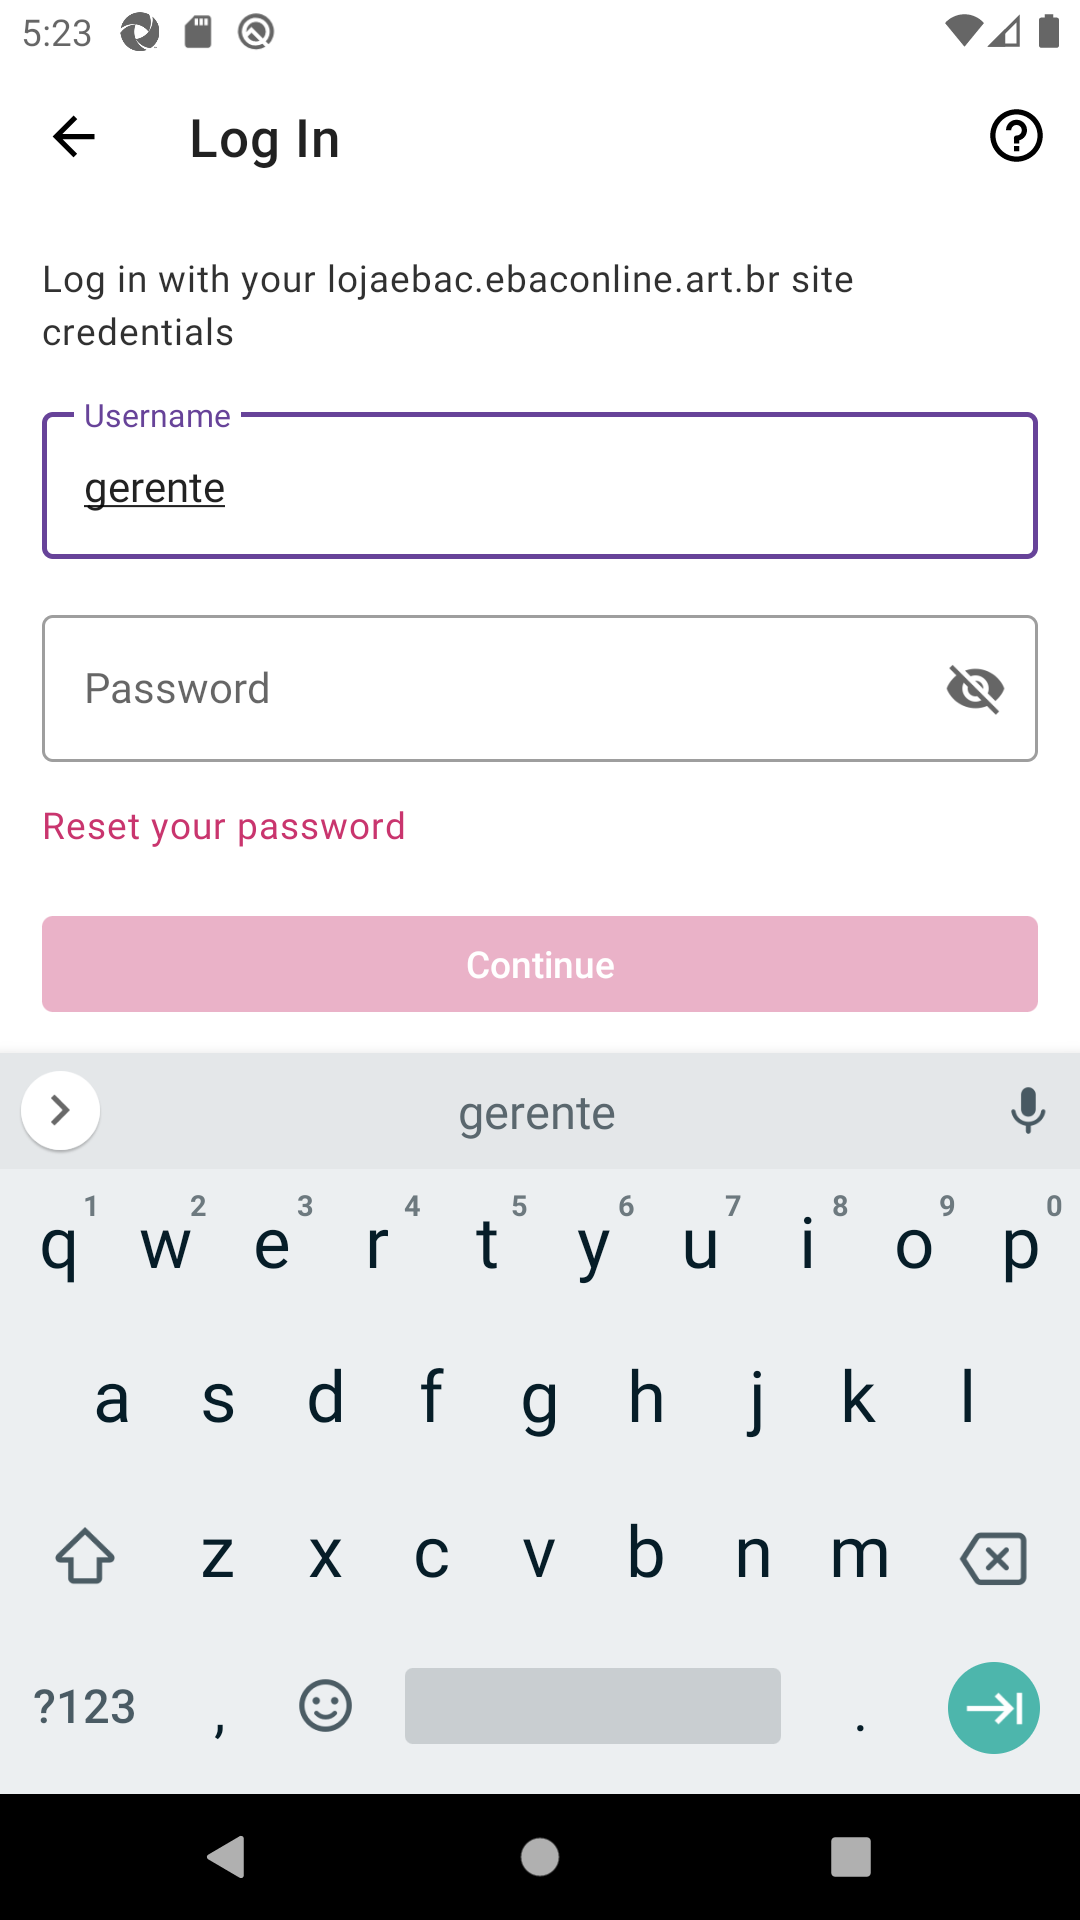 5:23
Log In
Log in with your lojaebac.ebaconline.art.br site
credentials
Username
gerente
Password
Reset your password
Continue
gerente
1 2 3 4 5 6 7 8 9 0
q w e r t y u i o p
a s d f g h j k l
z x c v b n m
?123 , .